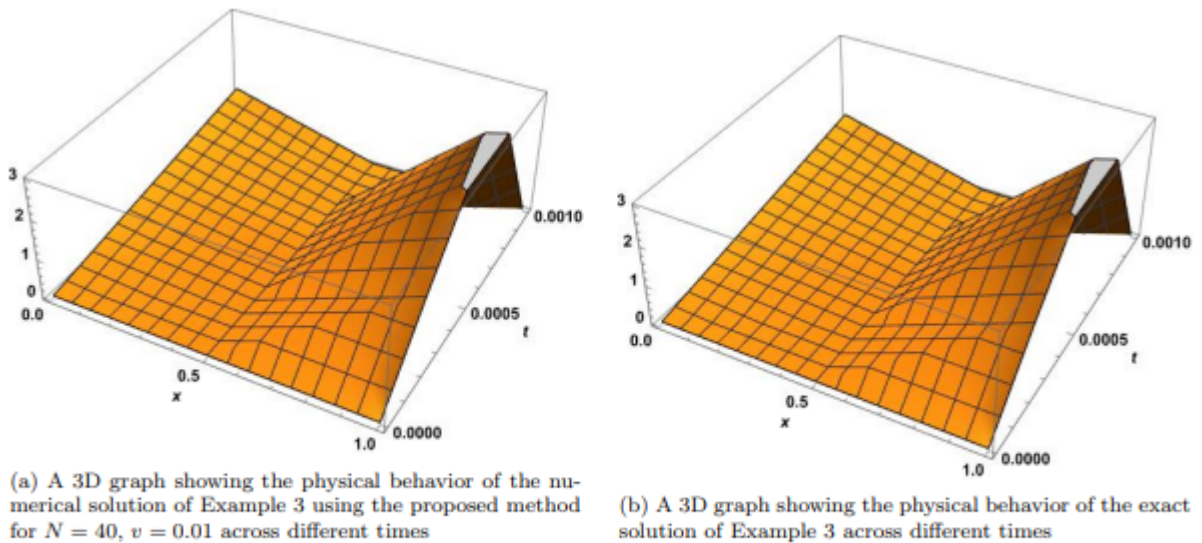 3
2
1
0
0.0
0.5
x
1.0
0.0000
0.0005
t
0.0010
3
2
1
0
0.0
0.5
x
1.0
0.0000
0.0005
t
0.0010
(a) A 3D graph showing the physical behavior of the nu-
merical solution of Example 3 using the proposed method
for N = 40, v = 0.01 across different times
(b) A 3D graph showing the physical behavior of the exact
solution of Example 3 across different times